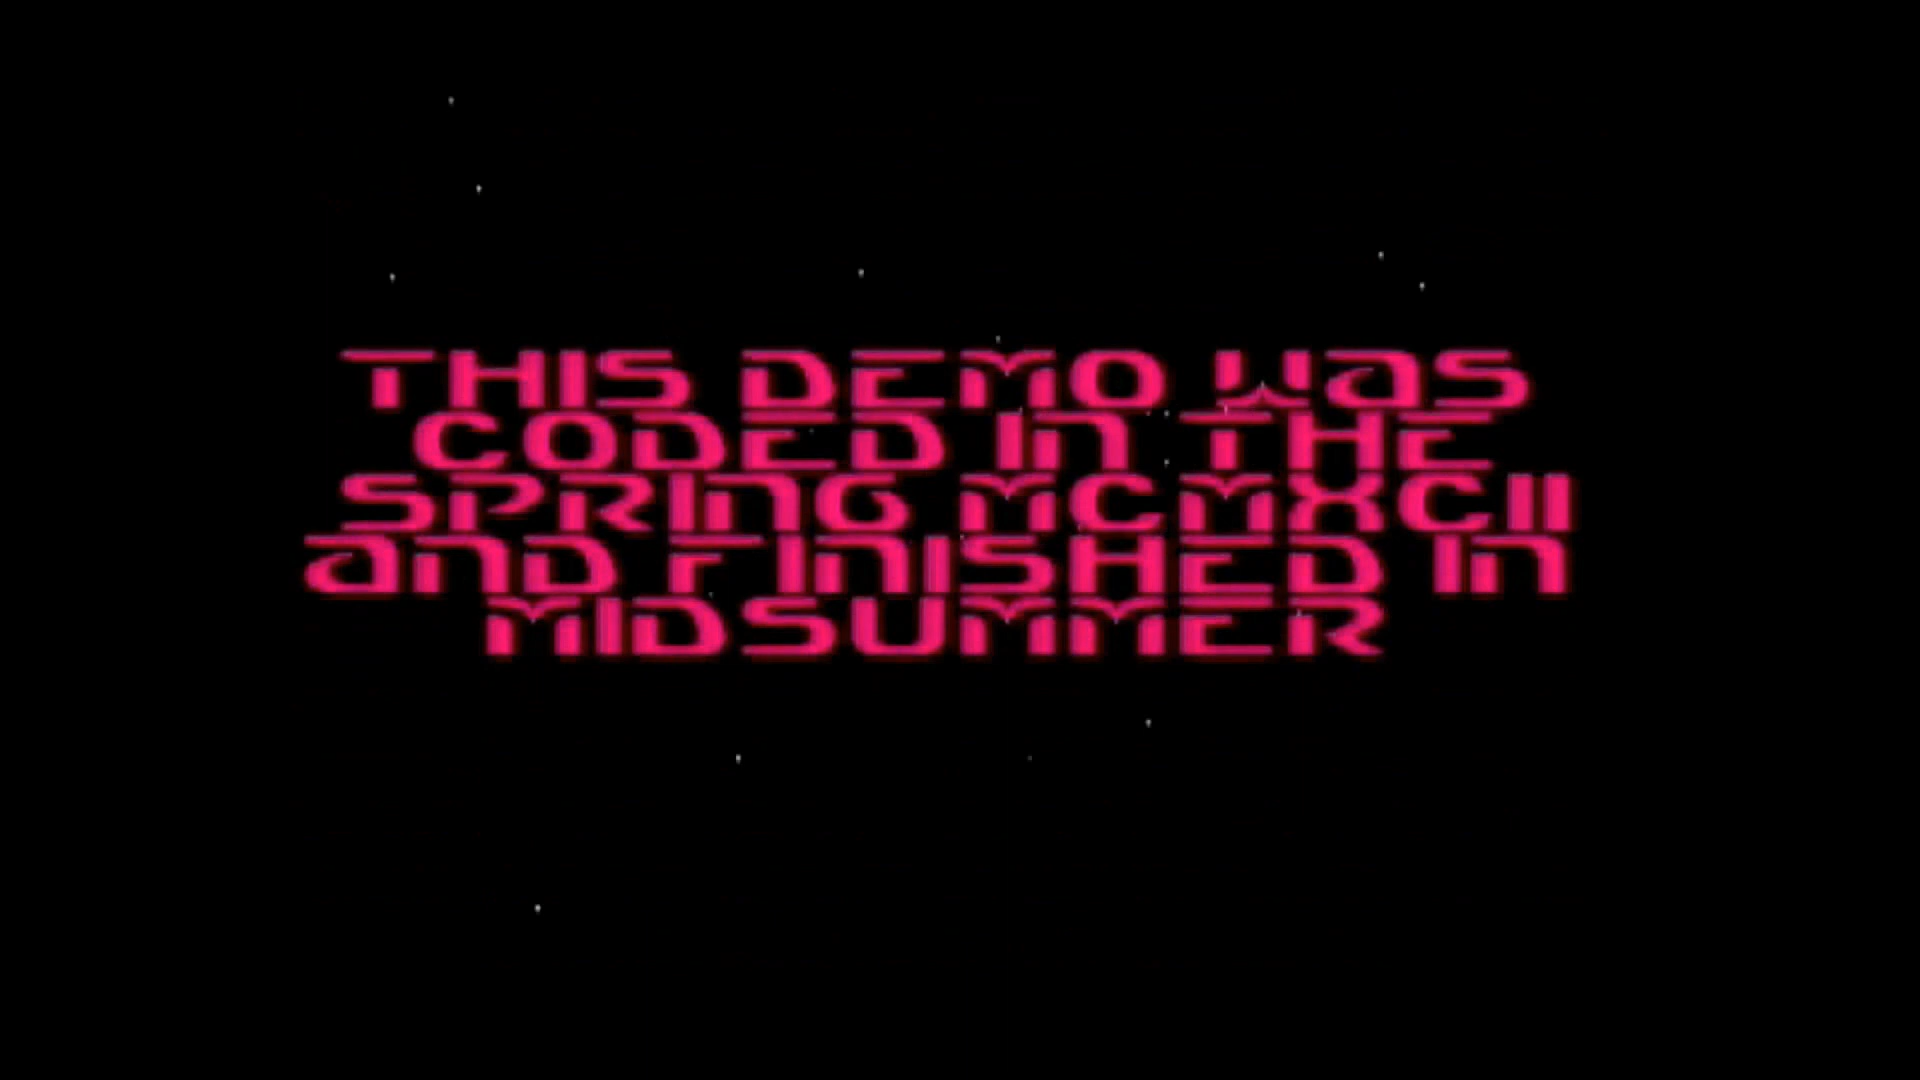 THIS DEMO WAS
CODED IN THE
SPRING MCMXCII
AND FINISHED IN
MIDSUMMER